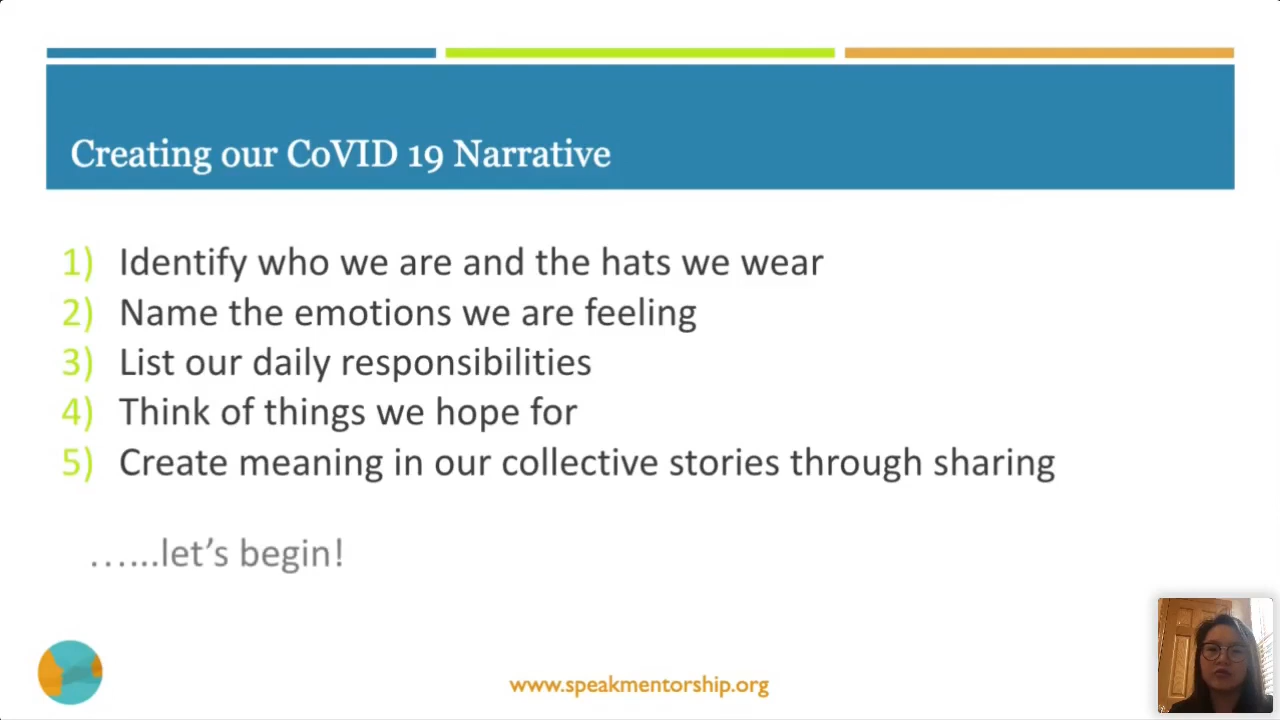 Creating our CoVID 19 Narrative
1) Identify who we are and the hats we wear
2) Name the emotions we are feeling
3) List our daily responsibilities
4) Think of things we hope for
5) Create meaning in our collective stories through sharing
…...let’s begin!
www.speakmentorship.org